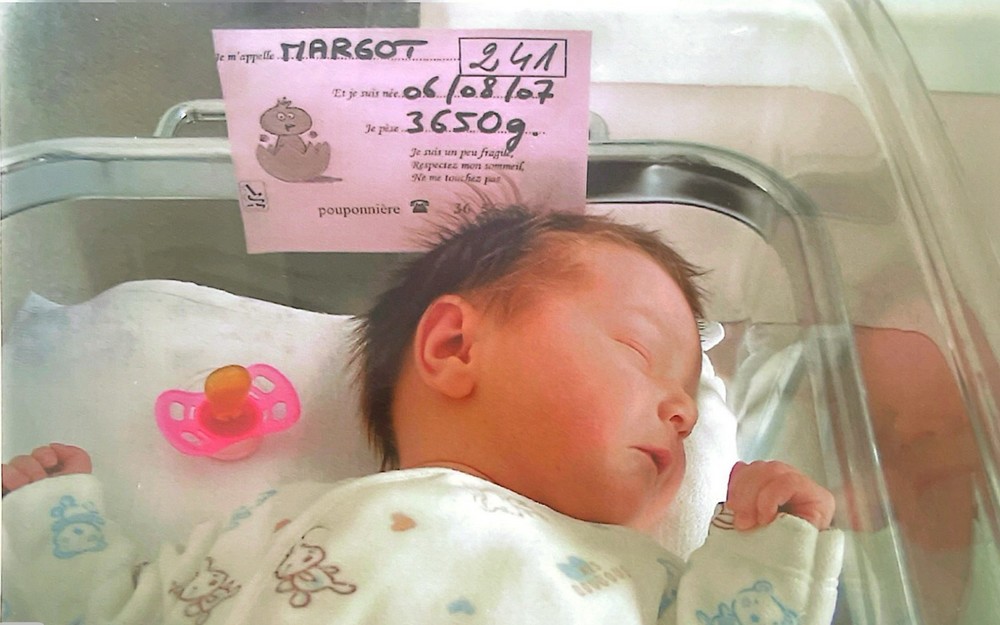 Je m'appelle MARGOT 241
Et je suis née 06/08/07
Je pèse 3650g.
Je suis un peu fragile,
Respectez mon sommeil,
Ne me touchez pas
pouponnière ☎ 36